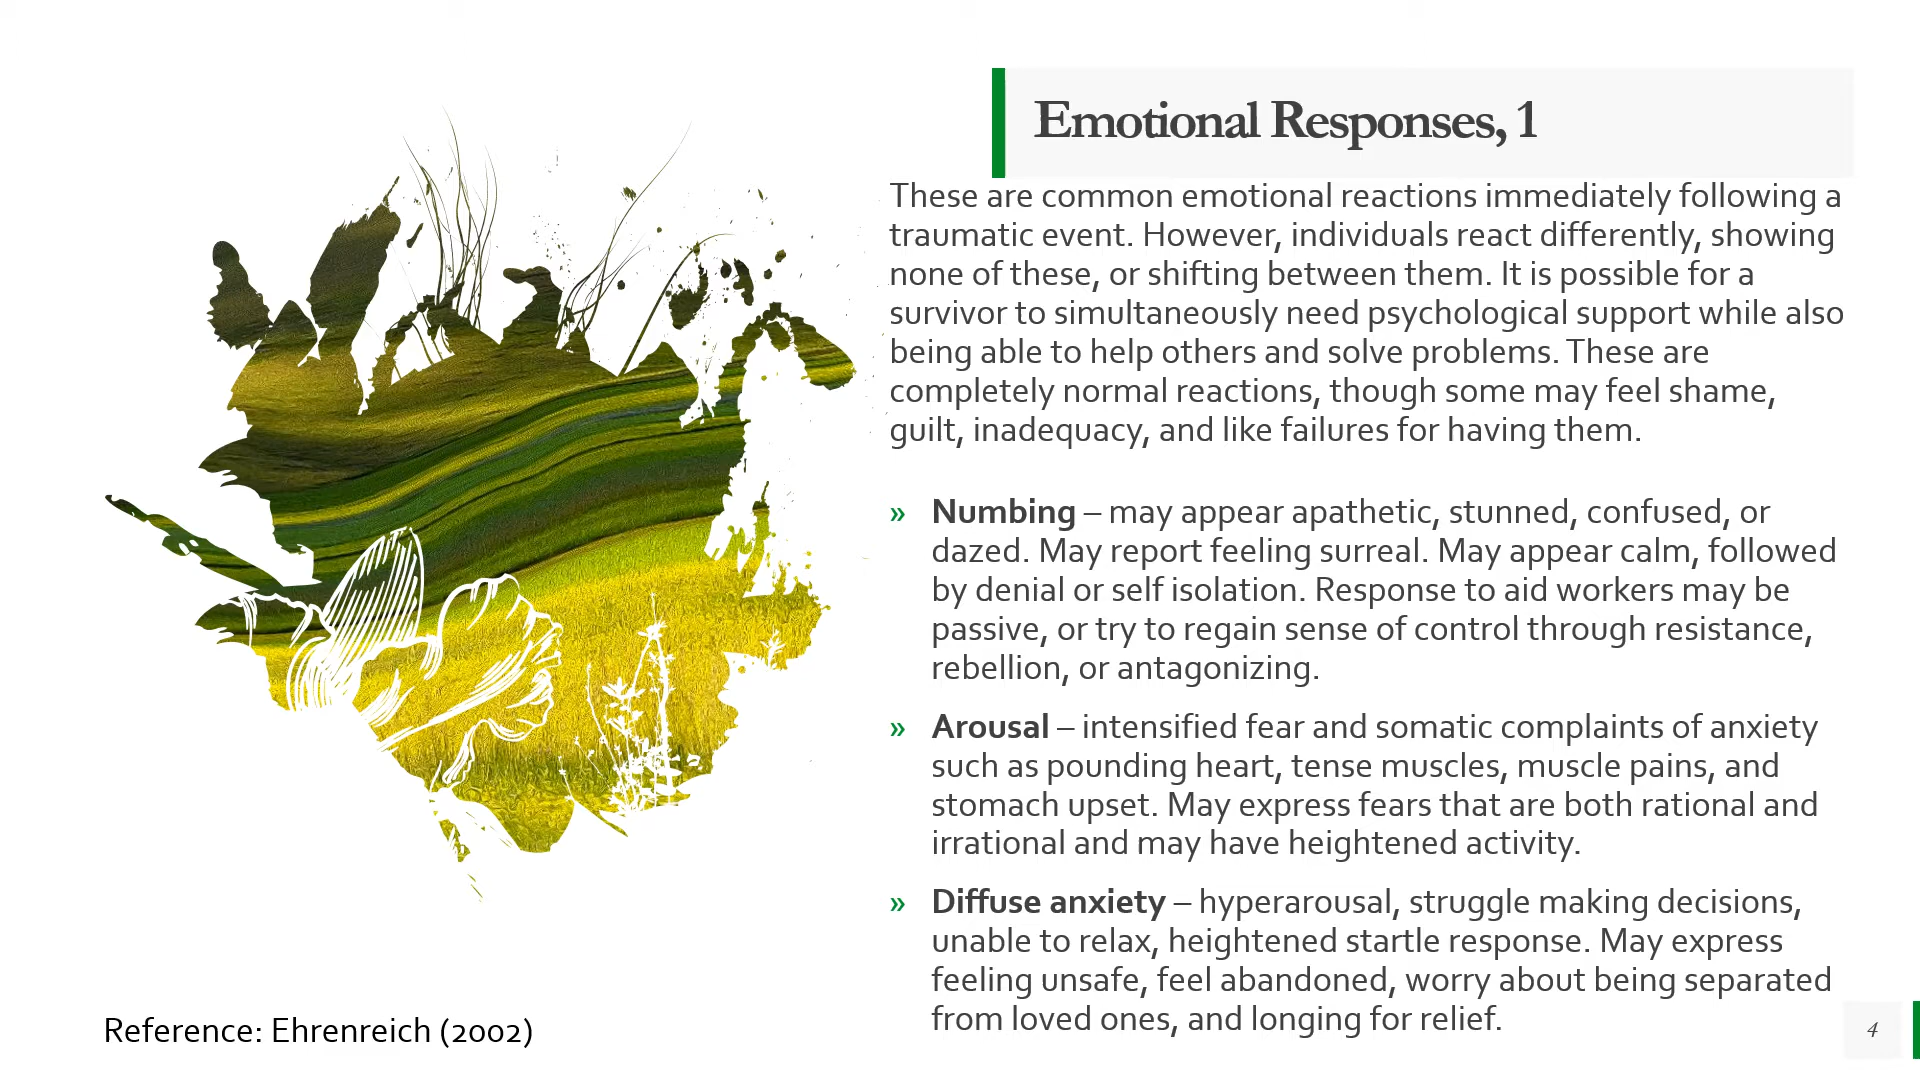 Emotional Responses, 1
These are common emotional reactions immediately following a
traumatic event. However, individuals react differently, showing
none of these, or shifting between them. It is possible for a
survivor to simultaneously need psychological support while also
being able to help others and solve problems. These are
completely normal reactions, though some may feel shame,
guilt, inadequacy, and like failures for having them.
» Numbing – may appear apathetic, stunned, confused, or
dazed. May report feeling surreal. May appear calm, followed
by denial or self isolation. Response to aid workers may be
passive, or try to regain sense of control through resistance,
rebellion, or antagonizing.
» Arousal – intensified fear and somatic complaints of anxiety
such as pounding heart, tense muscles, muscle pains, and
stomach upset. May express fears that are both rational and
irrational and may have heightened activity.
» Diffuse anxiety – hyperarousal, struggle making decisions,
unable to relax, heightened startle response. May express
feeling unsafe, feel abandoned, worry about being separated
from loved ones, and longing for relief.
Reference: Ehrenreich (2002)
4